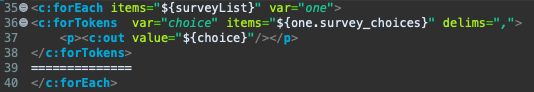 35 <c:forEach items="${surveyList}" var="one">
36 <c:forTokens  var="choice" items="${one.survey_choices}" delims=",">
37     <p><c:out value="${choice}"/></p>
38 </c:forTokens>
39 ==============
40 </c:forEach>